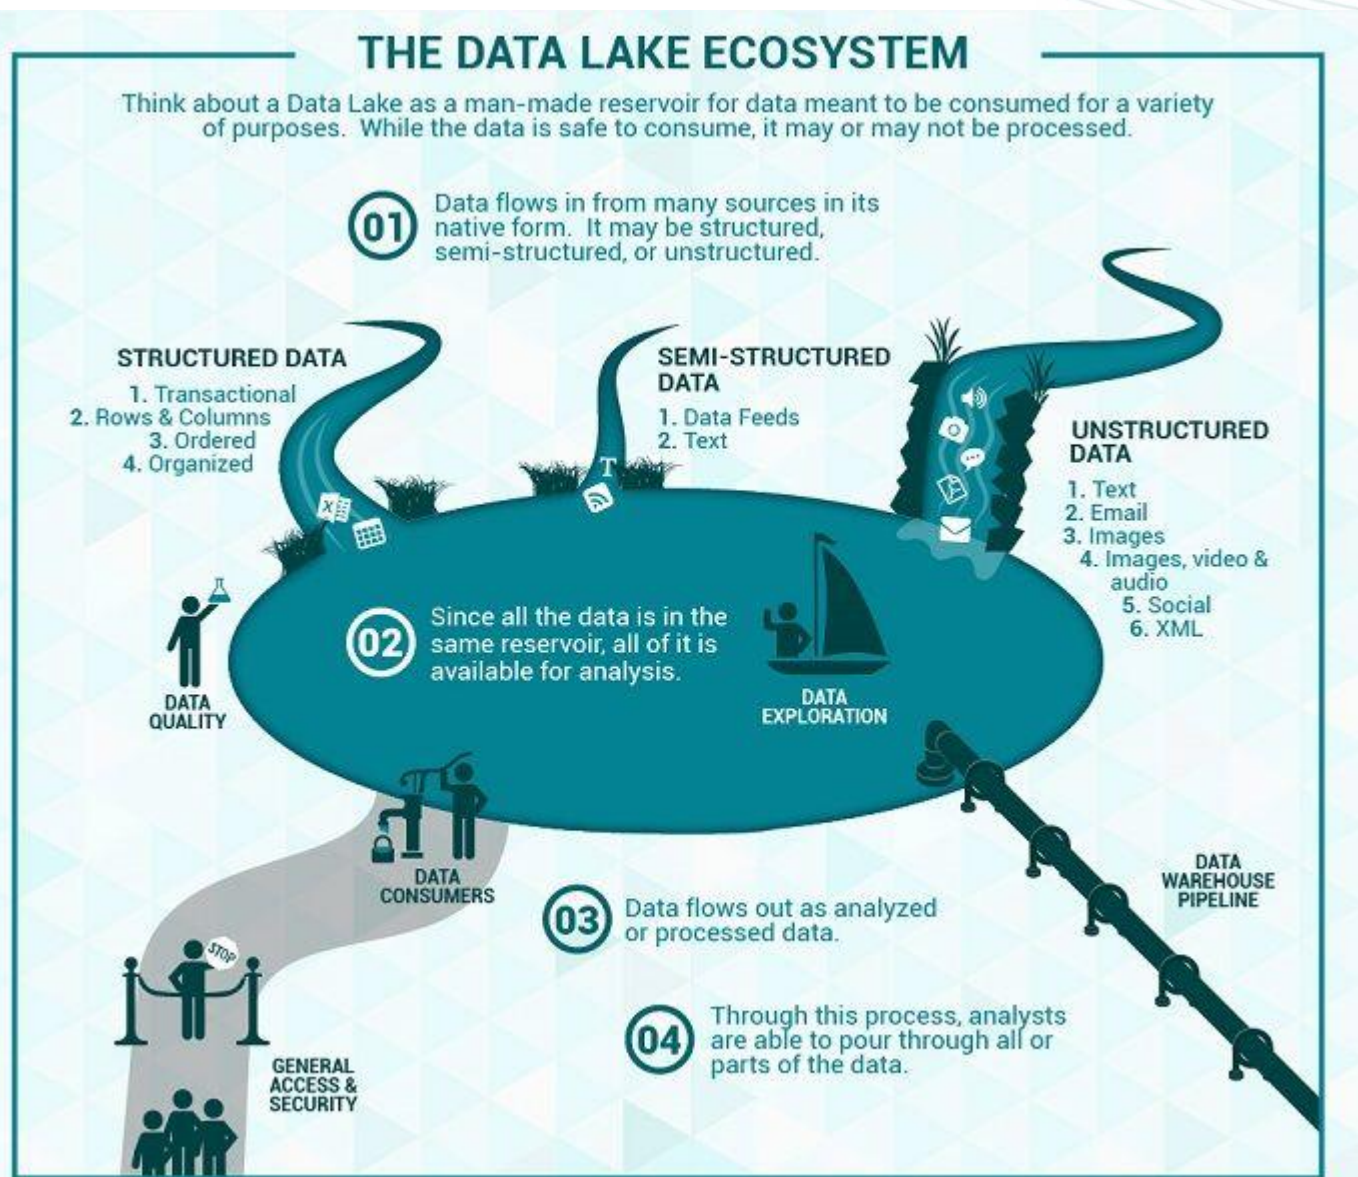 THE DATA LAKE ECOSYSTEM
Think about a Data Lake as a man-made reservoir for data meant to be consumed for a variety
of purposes. While the data is safe to consume, it may or may not be processed.
01
Data flows in from many sources in its
native form. It may be structured,
semi-structured, or unstructured.
STRUCTURED DATA
1. Transactional
2. Rows & Columns
3. Ordered
4. Organized
SEMI-STRUCTURED
DATA
1. Data Feeds
2. Text
T
X
UNSTRUCTURED
DATA
1. Text
2. Email
3. Images
4. Images, video &
audio
5. Social
6. XML
02
Since all the data is in the
same reservoir, all of it is
available for analysis.
DATA
QUALITY
DATA
EXPLORATION
DATA
CONSUMERS
DATA
WAREHOUSE
PIPELINE
03
Data flows out as analyzed
or processed data.
STOP
04
Through this process, analysts
are able to pour through all or
parts of the data.
GENERAL
ACCESS &
SECURITY